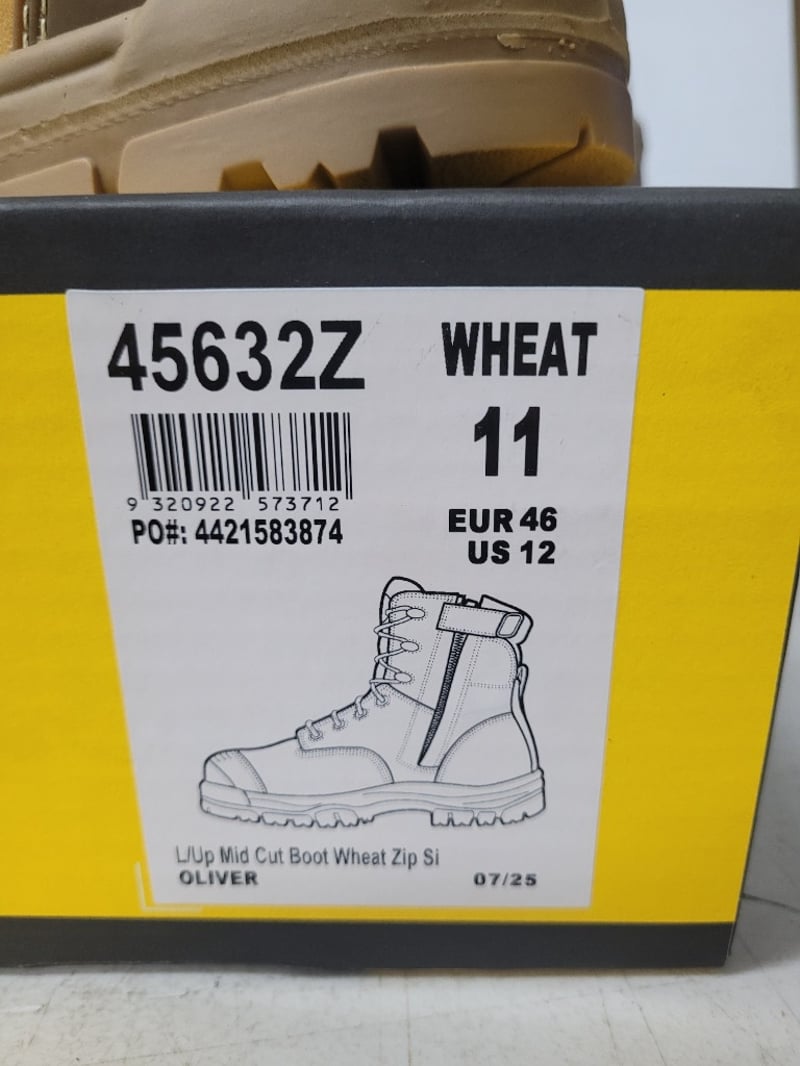 45632Z
WHEAT
11
9 320922 573712
PO#: 4421583874
EUR 46
US 12
L/Up Mid Cut Boot Wheat Zip Si
OLIVER
07/25